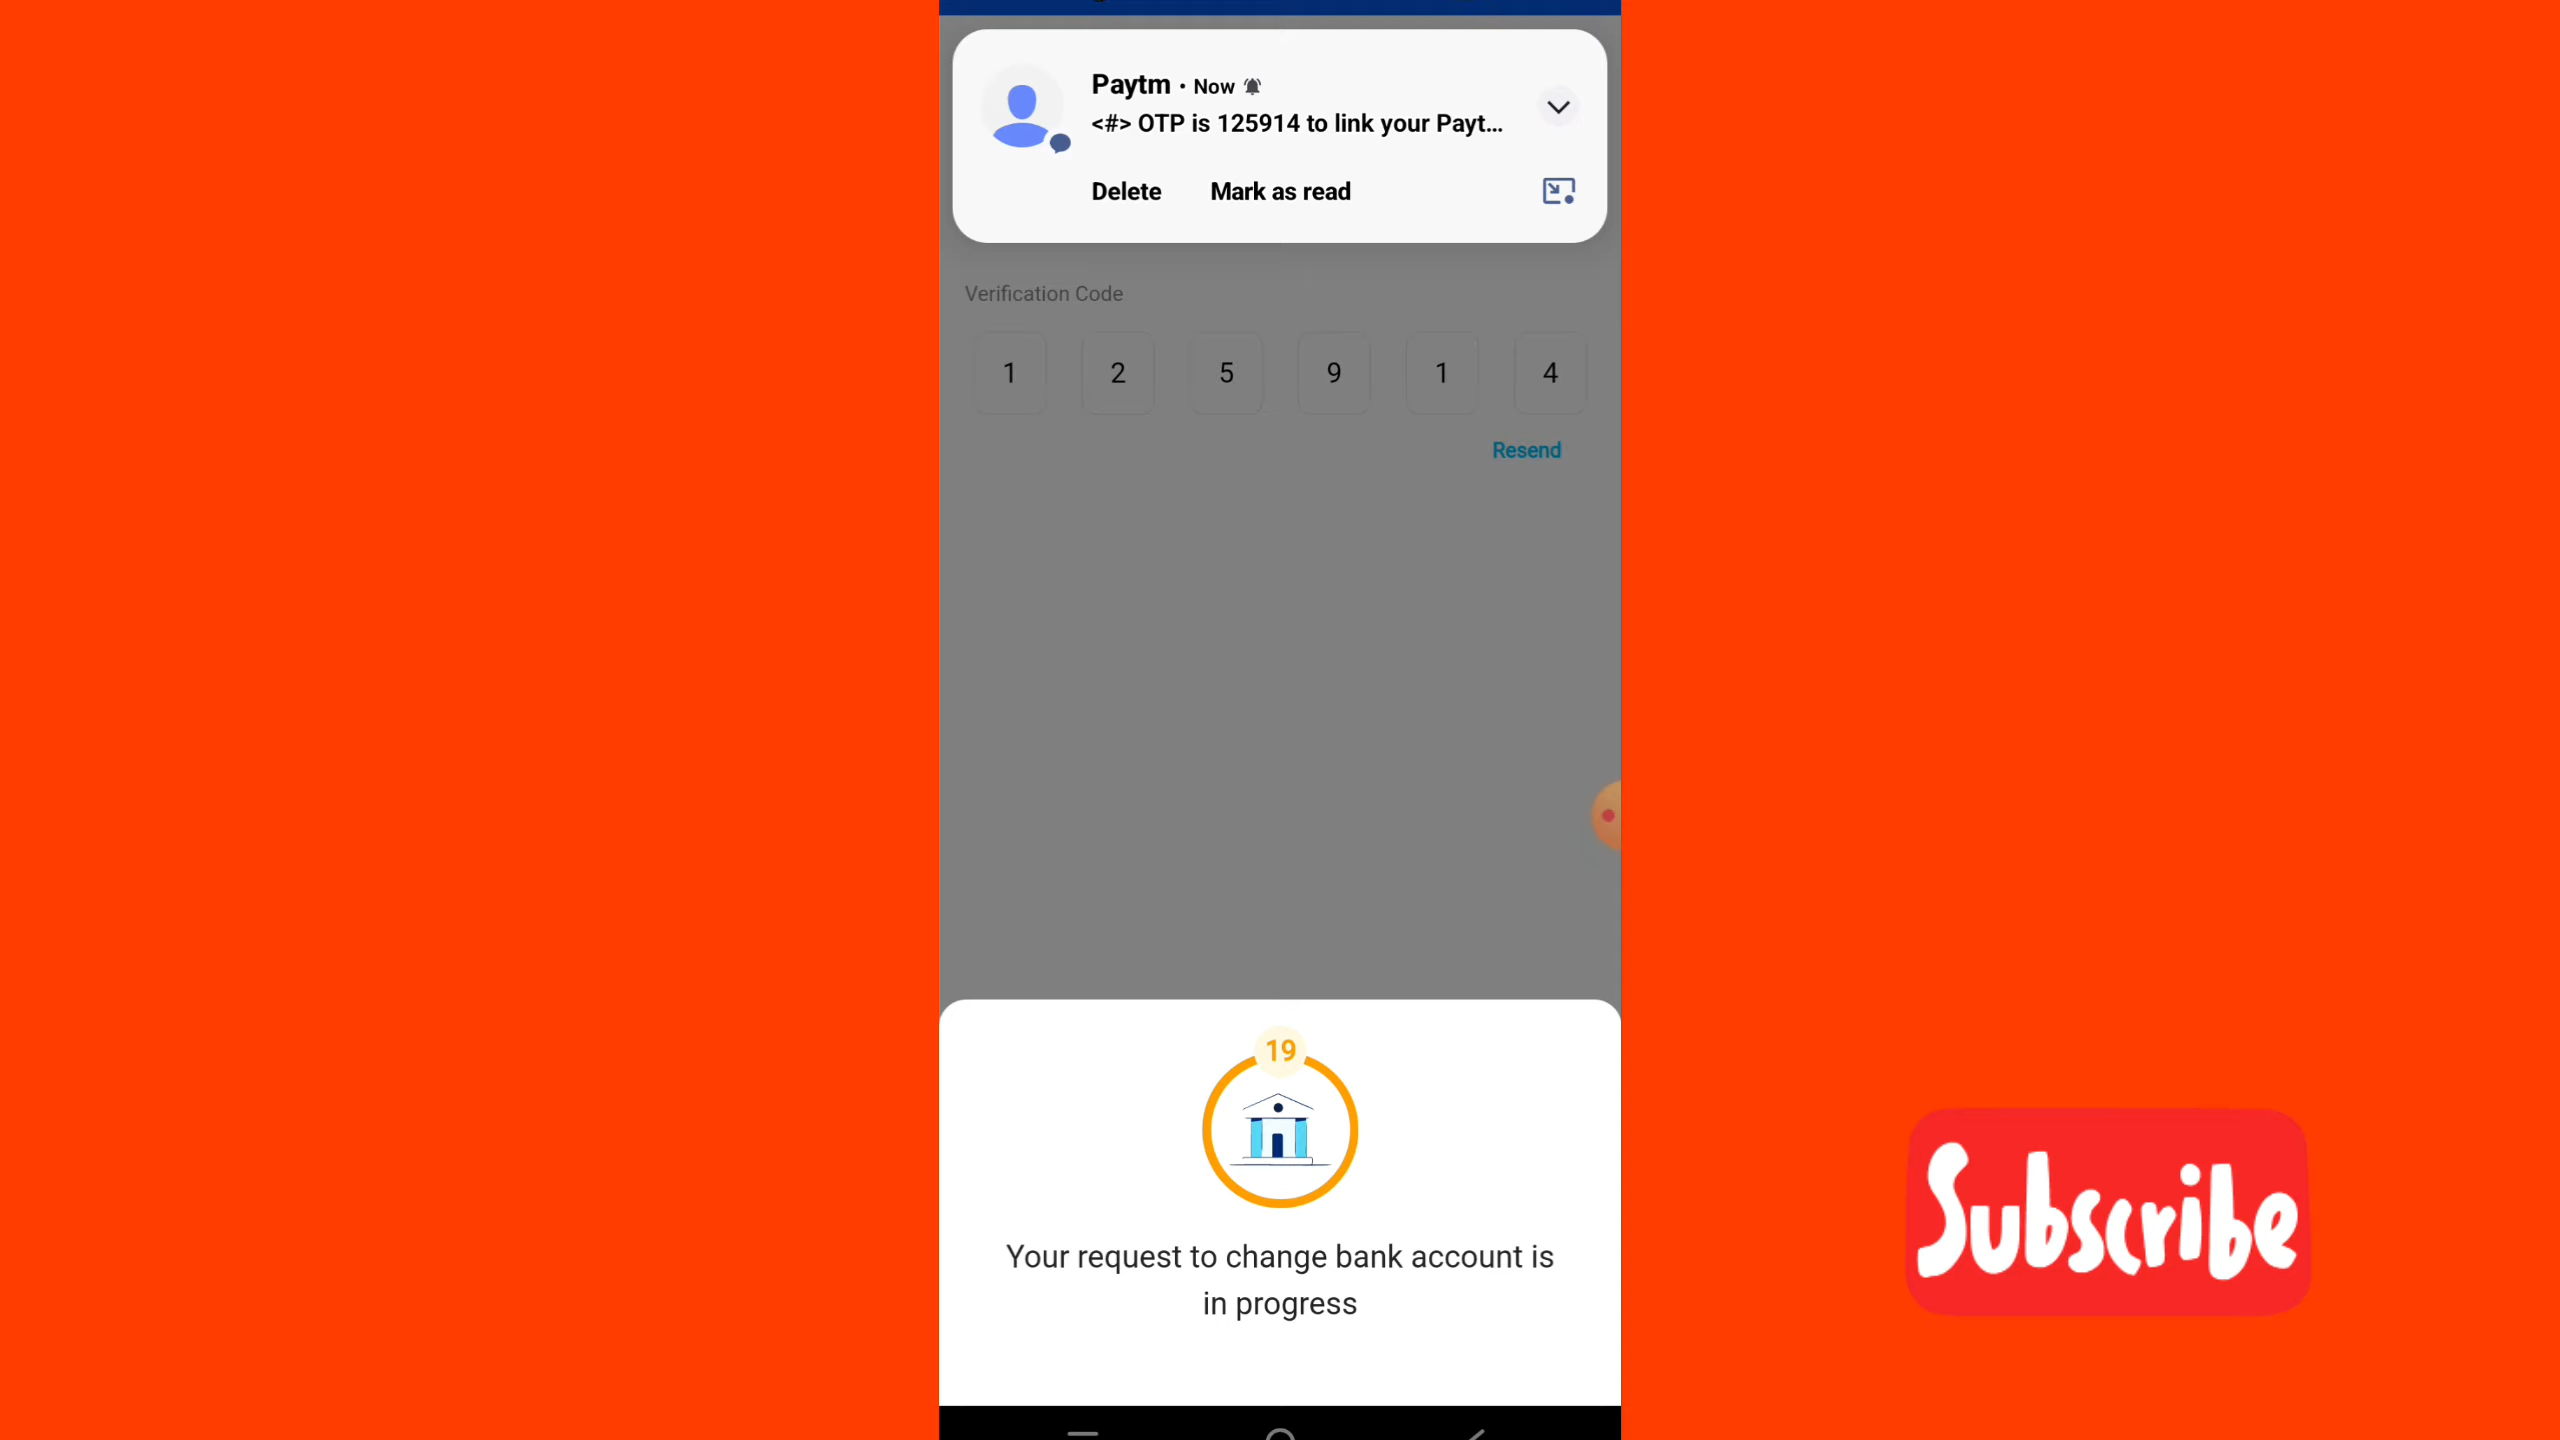 Paytm • Now
<#> OTP is 125914 to link your Payt...
Delete Mark as read
Verification Code
1 2 5 9 1 4
Resend
19
Your request to change bank account is
in progress
Subscribe